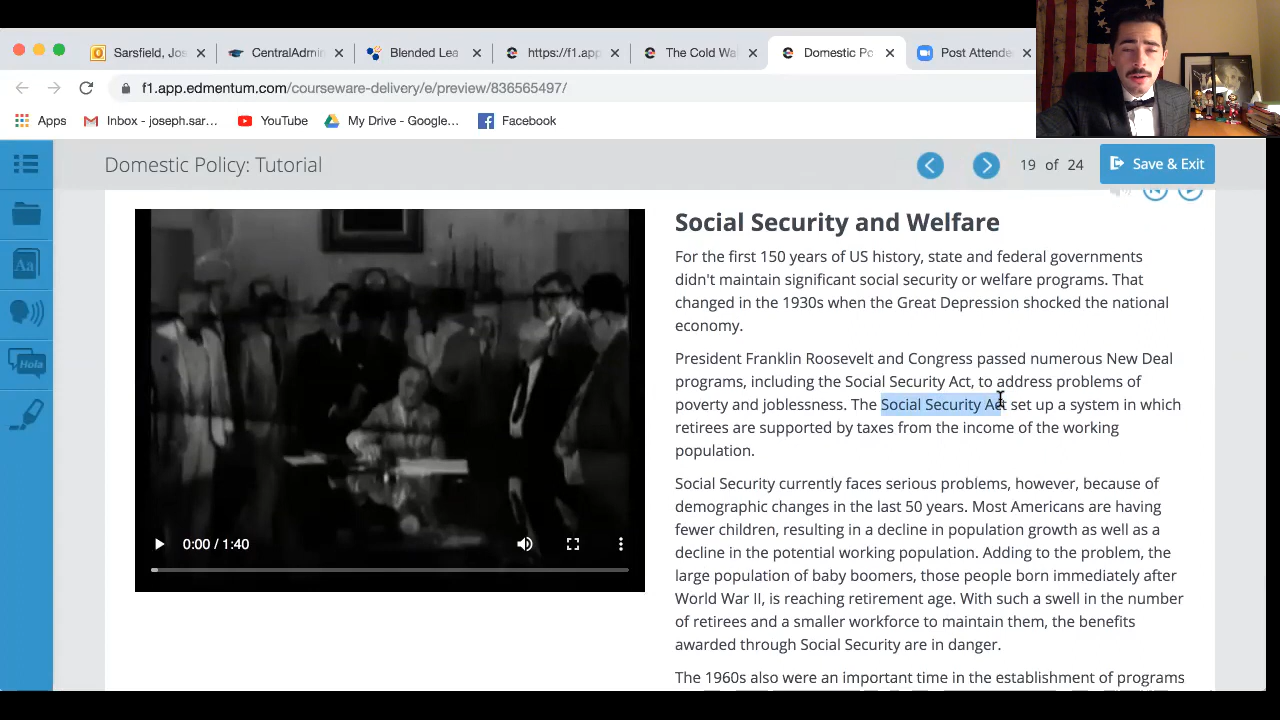 Sarsfield, Jos
CentralAdmin
Blended Lea
https://f1.app
The Cold Wa
Domestic Po
Post Attende
f1.app.edmentum.com/courseware-delivery/e/preview/836565497/
Apps
Inbox - joseph.sar...
YouTube
My Drive - Google...
Facebook
Domestic Policy: Tutorial
19 of 24
Save & Exit
Aa
Hola
0:00 / 1:40
Social Security and Welfare
For the first 150 years of US history, state and federal governments
didn't maintain significant social security or welfare programs. That
changed in the 1930s when the Great Depression shocked the national
economy.
President Franklin Roosevelt and Congress passed numerous New Deal
programs, including the Social Security Act, to address problems of
poverty and joblessness. The Social Security Act set up a system in which
retirees are supported by taxes from the income of the working
population.
Social Security currently faces serious problems, however, because of
demographic changes in the last 50 years. Most Americans are having
fewer children, resulting in a decline in population growth as well as a
decline in the potential working population. Adding to the problem, the
large population of baby boomers, those people born immediately after
World War II, is reaching retirement age. With such a swell in the number
of retirees and a smaller workforce to maintain them, the benefits
awarded through Social Security are in danger.
The 1960s also were an important time in the establishment of programs